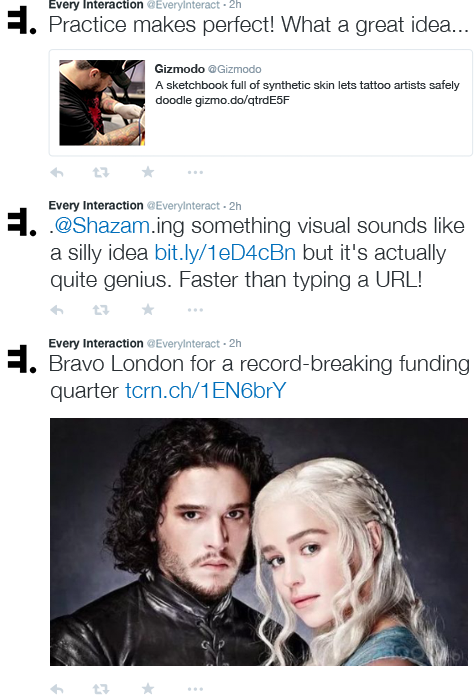 Every Interaction @EveryInteract · 2h
Practice makes perfect! What a great idea...
Gizmodo @Gizmodo
A sketchbook full of synthetic skin lets tattoo artists safely
doodle gizmo.do/qtrdE5F
Every Interaction @EveryInteract · 2h
.@Shazam.ing something visual sounds like
a silly idea bit.ly/1eD4cBn but it's actually
quite genius. Faster than typing a URL!
Every Interaction @EveryInteract · 2h
Bravo London for a record-breaking funding
quarter tcrn.ch/1EN6brY